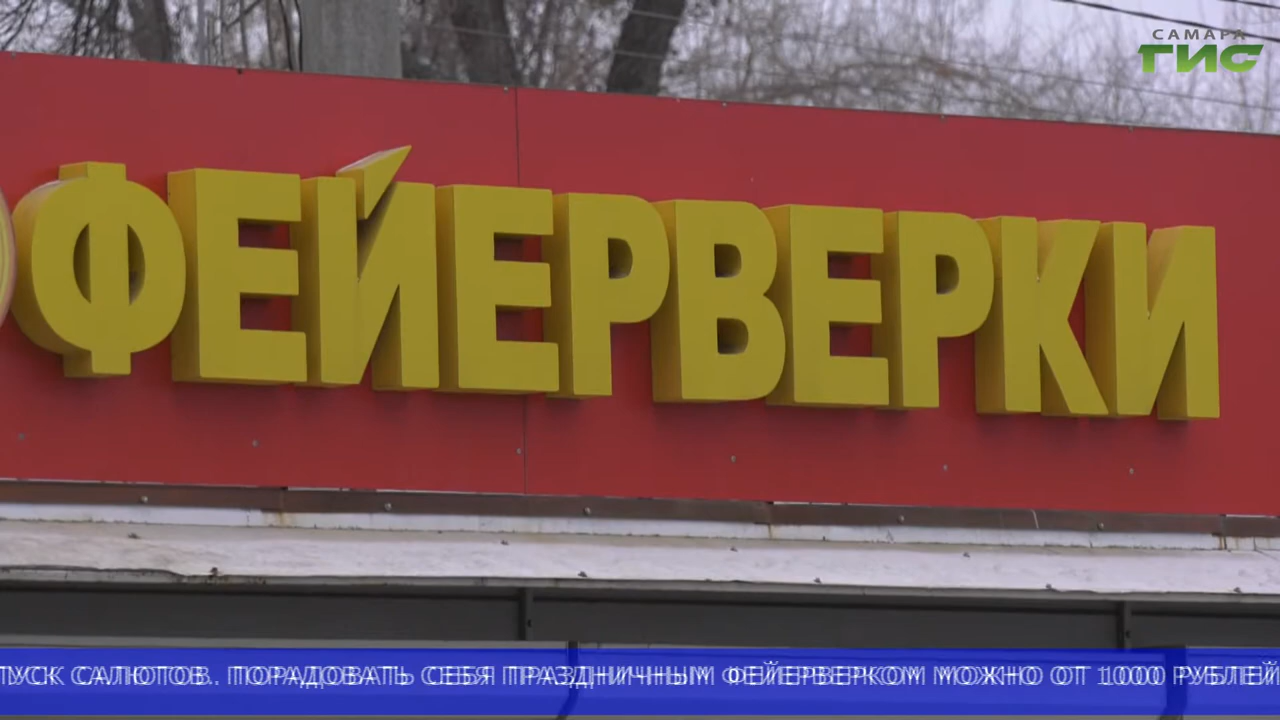 САМАРА
ГИС
ФЕЙЕРВЕРКИ
ПУСК САЛЮТОВ. ПОРАДОВАТЬ СЕБЯ ПРАЗДНИЧНЫМ ФЕЙЕРВЕРКОМ МОЖНО ОТ 1000 РУБЛЕЙ